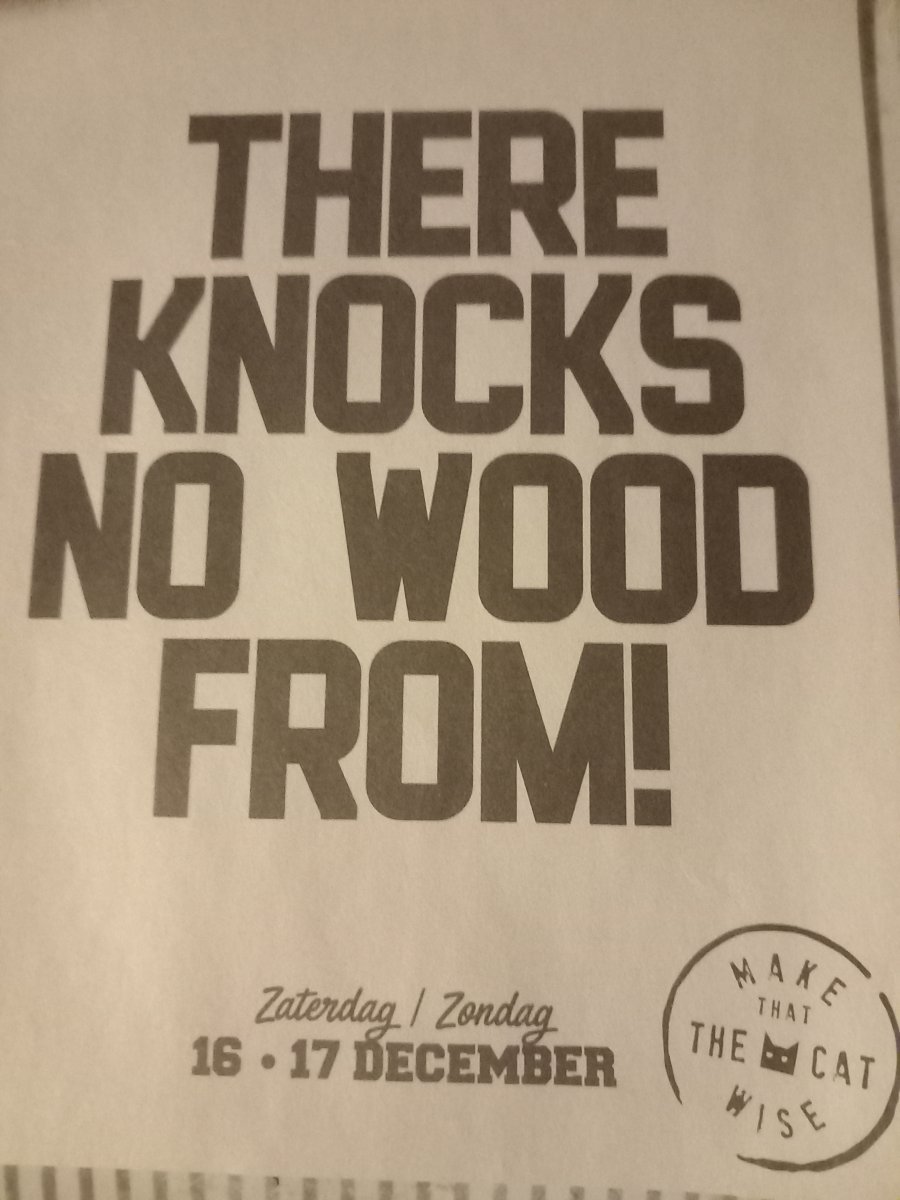 THERE
KNOCKS
NO WOOD
FROM!
Zaterdag / Zondag
16 • 17 DECEMBER
MAKE
THAT
THE CAT
WISE